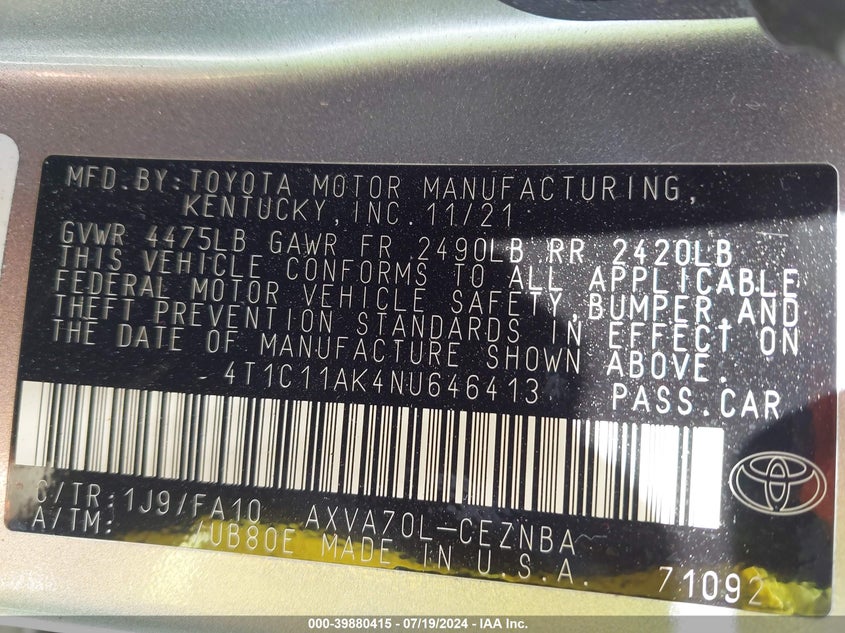 MFD.BY:TOYOTA MOTOR MANUFACTURING,
KENTUCKY,INC.11/21
GVWR 4475LB GAWR FR 2490LB RR 2420LB
THIS VEHICLE CONFORMS TO ALL APPLICABLE
FEDERAL MOTOR VEHICLE SAFETY,BUMPER,AND
THEFT PREVENTION STANDARDS IN EFFECT ON
THE DATE OF MANUFACTURE SHOWN ABOVE.
4T1C11AK4NU646413 PASS.CAR
C/TR:1J9/FA10 AXVA70L-CEZNBA
A/TM: /UB80E MADE IN U.S.A.
71092
000-39880415 - 07/19/2024 - IAA Inc.